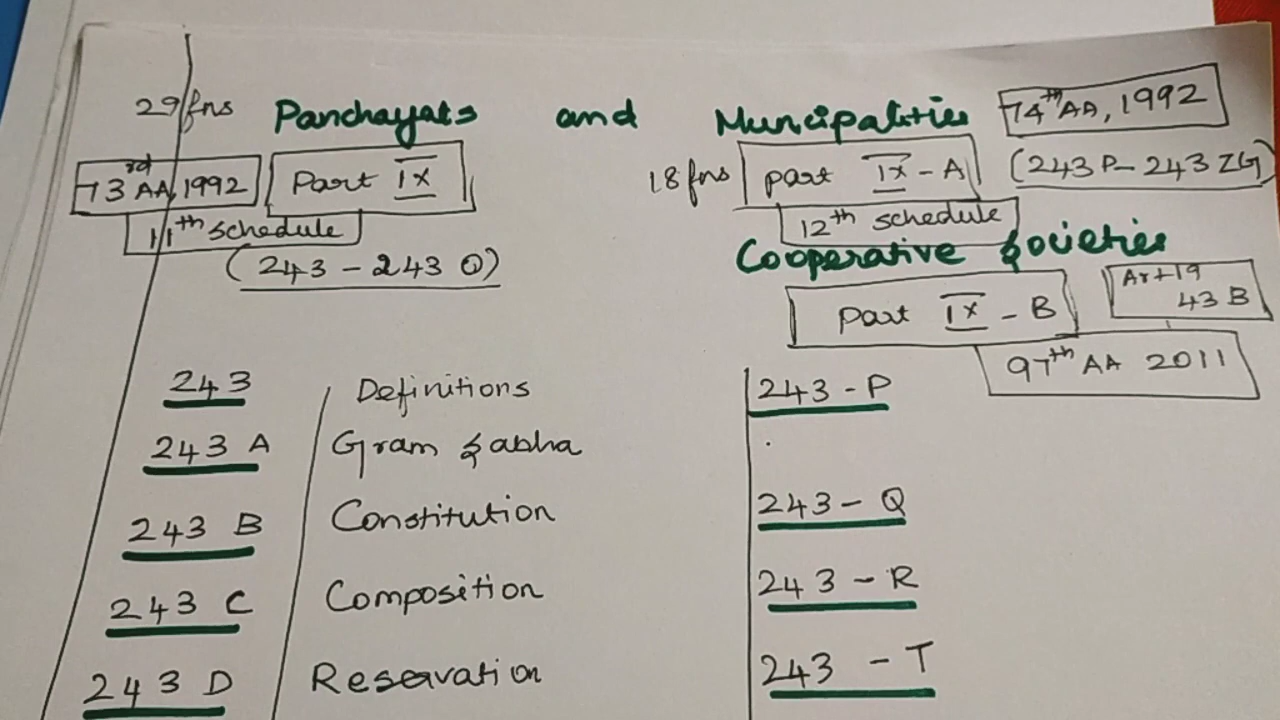 29 fns Panchayats and Muncipalities 74th AA, 1992
73rd AA, 1992 Part IX 18 fns part IX - A (243 P - 243 ZG)
11th schedule 12th schedule
(243 - 243 O) Cooperative Societies
Part IX - B Art 19
43 B
97th AA 2011
243 Definitions 243 - P
243 A Gram Sabha
243 B Constitution 243 - Q
243 C Composition 243 - R
243 D Reservation 243 - T